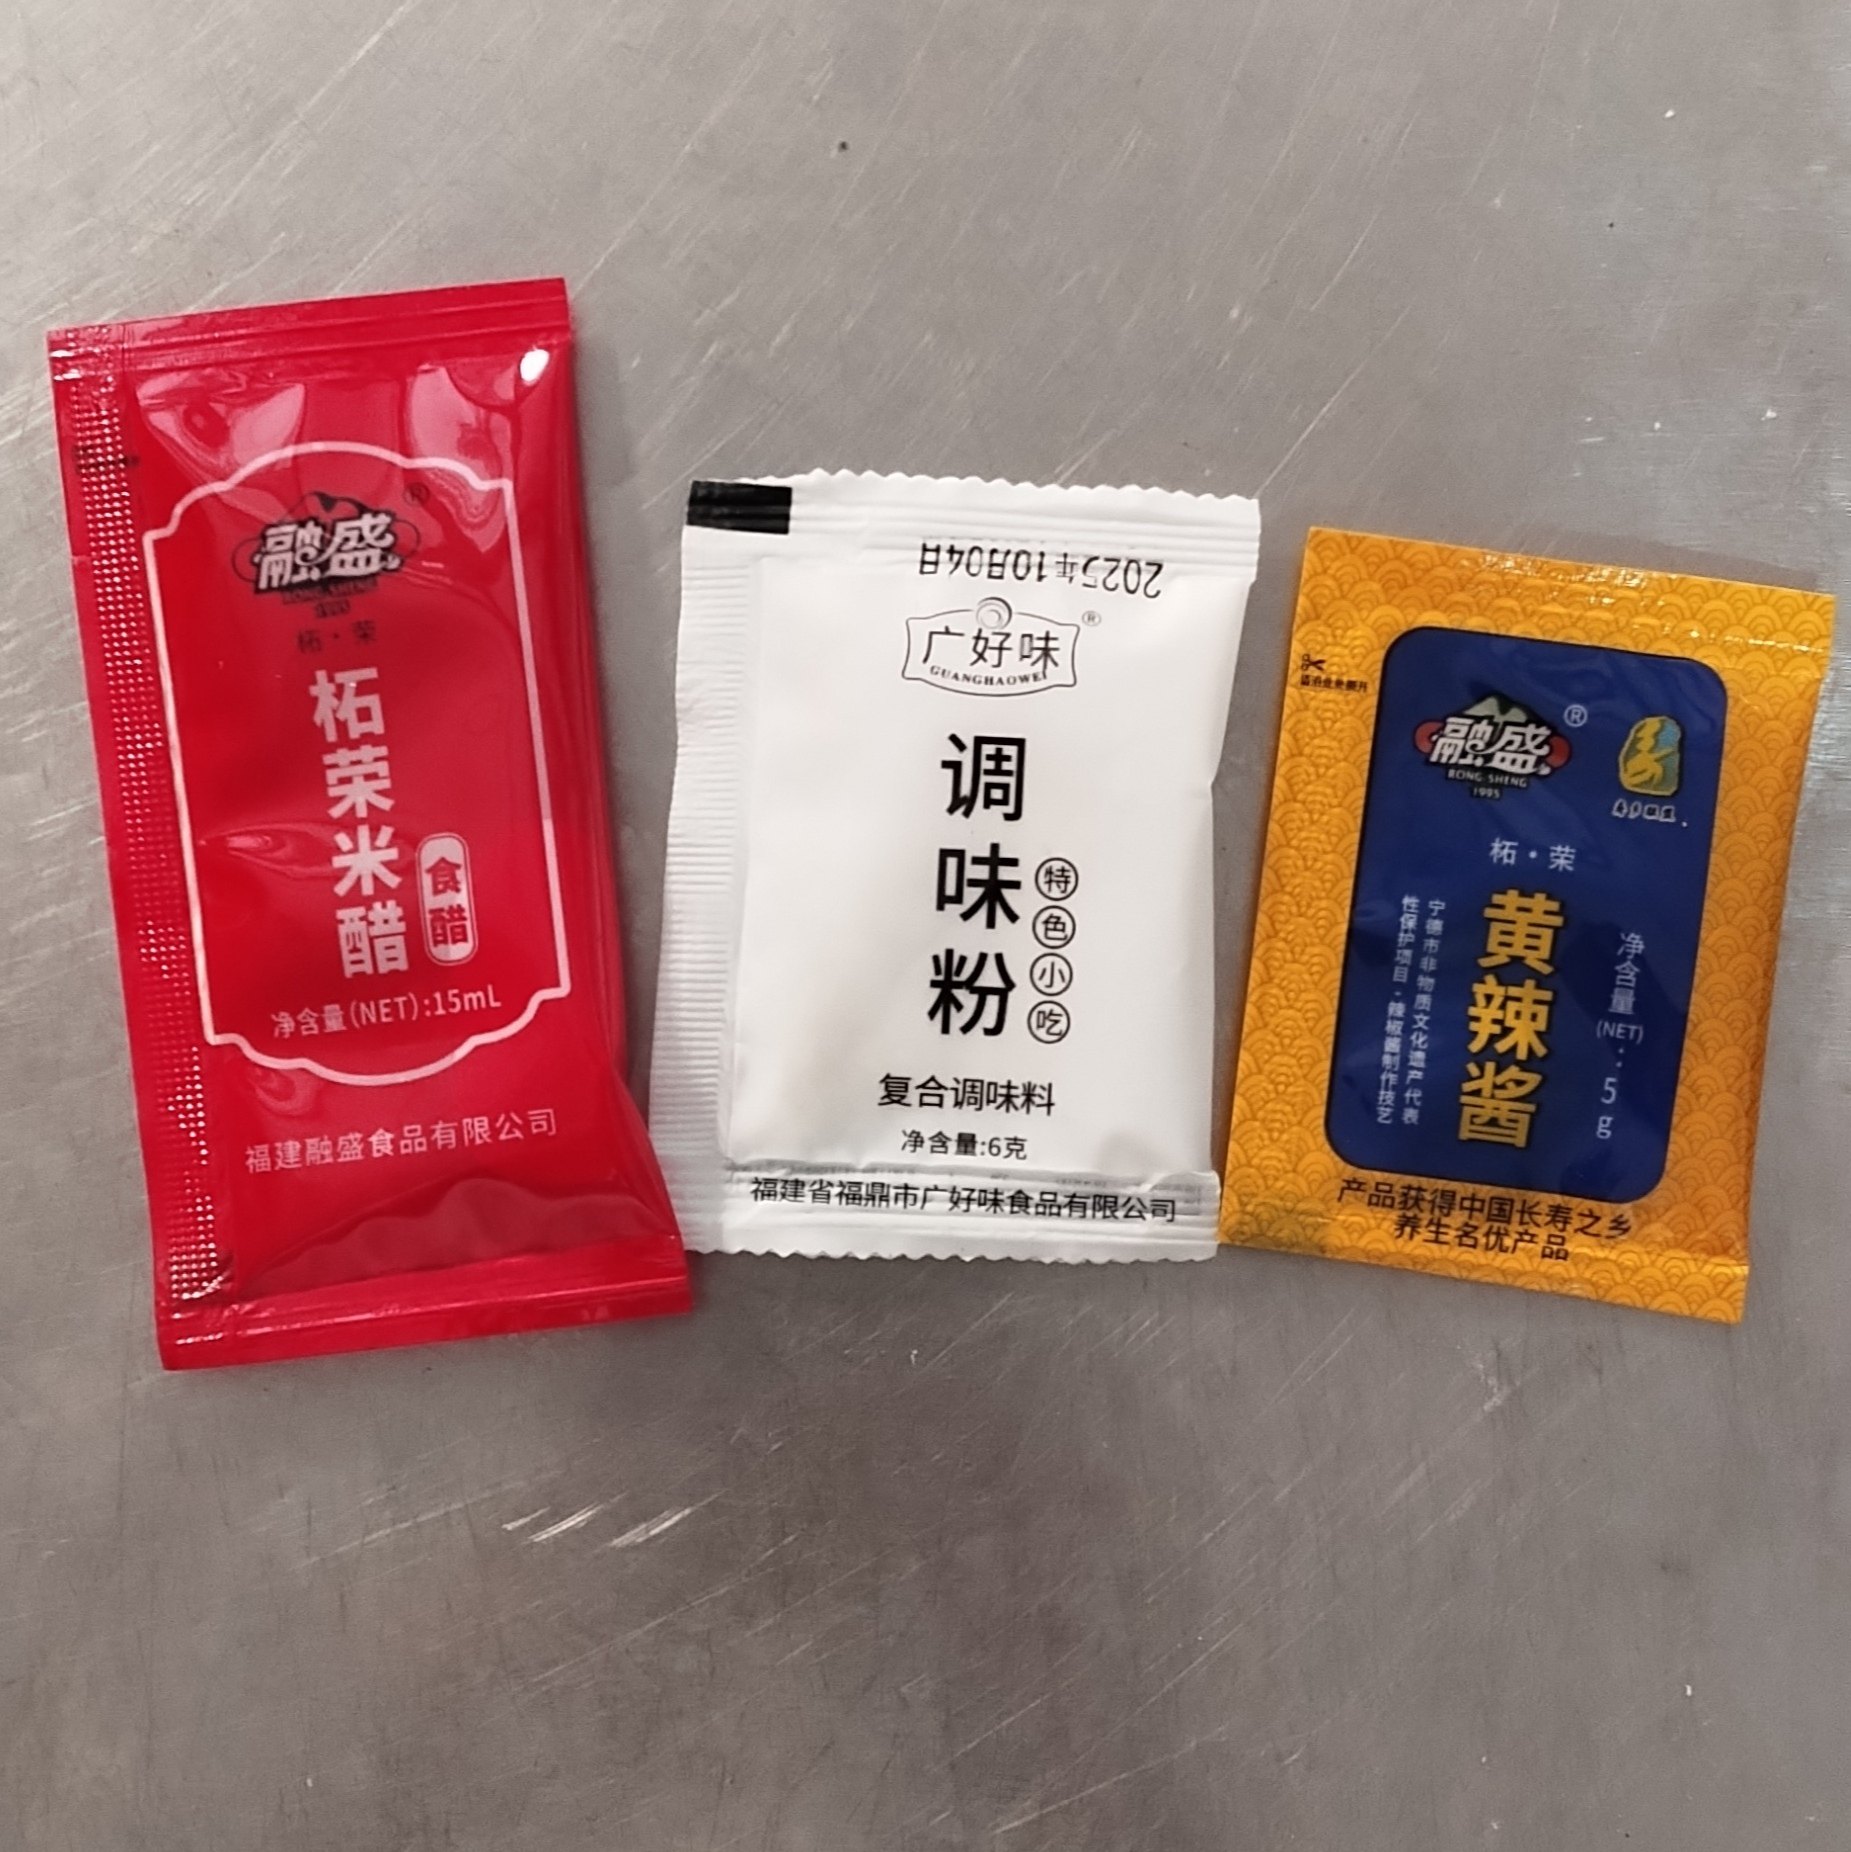 融盛
®
RONG SHENG
1995
柘·荣
柘荣米醋
食醋
净含量(NET):15mL
福建融盛食品有限公司
2025年10月04日
广好味
®
GUANGHAOWEI
调味粉
特色小吃
复合调味料
净含量:6克
福建省福鼎市广好味食品有限公司
融盛
®
RONG SHENG
1995
柘·荣
黄辣酱
净含量(NET):5g
宁德市非物质文化遗产代表
性保护项目·辣椒酱制作技艺
产品获得中国长寿之乡
养生名优产品